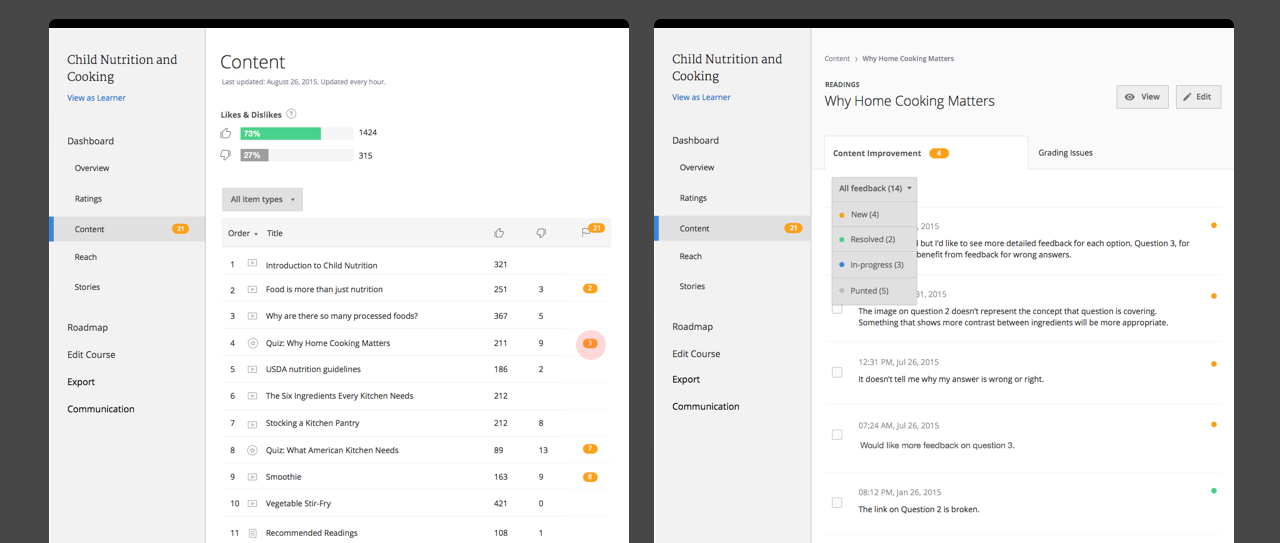 Child Nutrition and
Cooking
View as Learner
Dashboard
Overview
Ratings
Content 21
Reach
Stories
Roadmap
Edit Course
Export
Communication
Content
Last updated: August 26, 2015. Updated every hour.
Likes & Dislikes ?
73% 1424
27% 315
All item types
Order Title 21
1 Introduction to Child Nutrition 321
2 Food is more than just nutrition 251 3 2
3 Why are there so many processed foods? 367 5
4 Quiz: Why Home Cooking Matters 211 9 3
5 USDA nutrition guidelines 186 2
6 The Six Ingredients Every Kitchen Needs 212
7 Stocking a Kitchen Pantry 212 8
8 Quiz: What American Kitchen Needs 89 13 7
9 Smoothie 163 9
10 Vegetable Stir-Fry 421 0
11 Recommended Readings 108 1
Child Nutrition and
Cooking
View as Learner
Dashboard
Overview
Ratings
Content 21
Reach
Stories
Roadmap
Edit Course
Export
Communication
Content › Why Home Cooking Matters
READINGS
Why Home Cooking Matters
View Edit
Content Improvement 4 Grading Issues
All feedback (14)
New (4)
Resolved (2)
In-progress (3)
Punted (5)
, 2015
but I'd like to see more detailed feedback for each option. Question 3, for
benefit from feedback for wrong answers.
31, 2015
The image on question 2 doesn't represent the concept that question is covering.
Something that shows more contrast between ingredients will be more appropriate.
12:31 PM, Jul 26, 2015
It doesn't tell me why my answer is wrong or right.
07:24 AM, Jul 26, 2015
Would like more feedback on question 3.
08:12 PM, Jan 26, 2015
The link on Question 2 is broken.